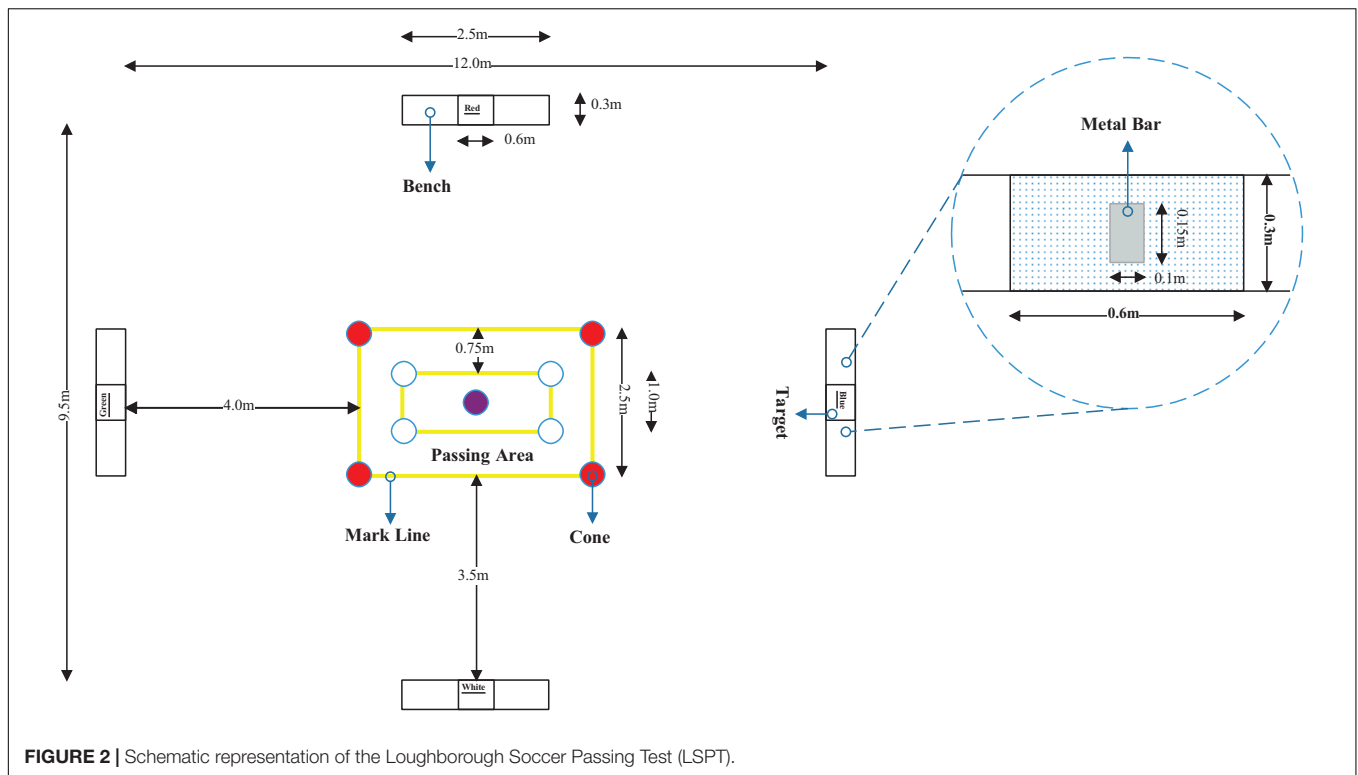 2.5m
12.0m
Red
0.3m
0.6m
Bench
Metal Bar
0.15m
0.3m
0.1m
0.6m
9.5m
Green
4.0m
0.75m
2.5m
1.0m
Passing Area
Target
Blue
Mark Line
Cone
3.5m
White
FIGURE 2 | Schematic representation of the Loughborough Soccer Passing Test (LSPT).